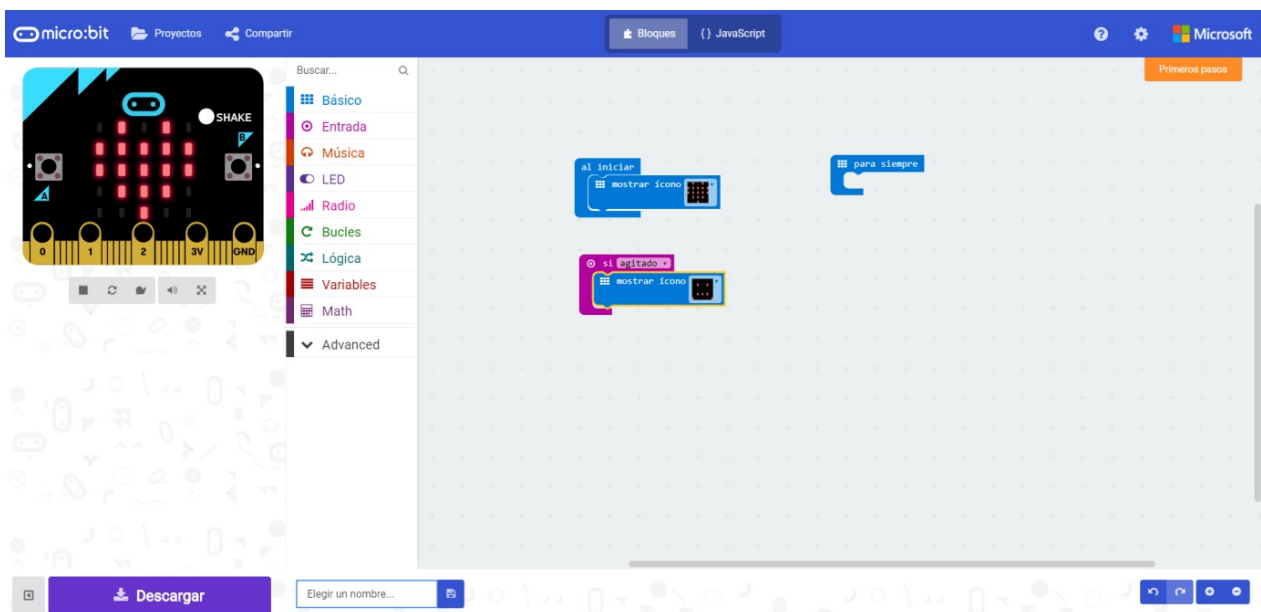 micro:bit
Proyectos
Compartir
Bloques
{} JavaScript
Microsoft
Primeros pasos
SHAKE
B
A
0 1 2 3V GND
Buscar...
Básico
Entrada
Música
LED
Radio
Bucles
Lógica
Variables
Math
Advanced
al iniciar
mostrar ícono
para siempre
si agitado
mostrar ícono
Descargar
Elegir un nombre...